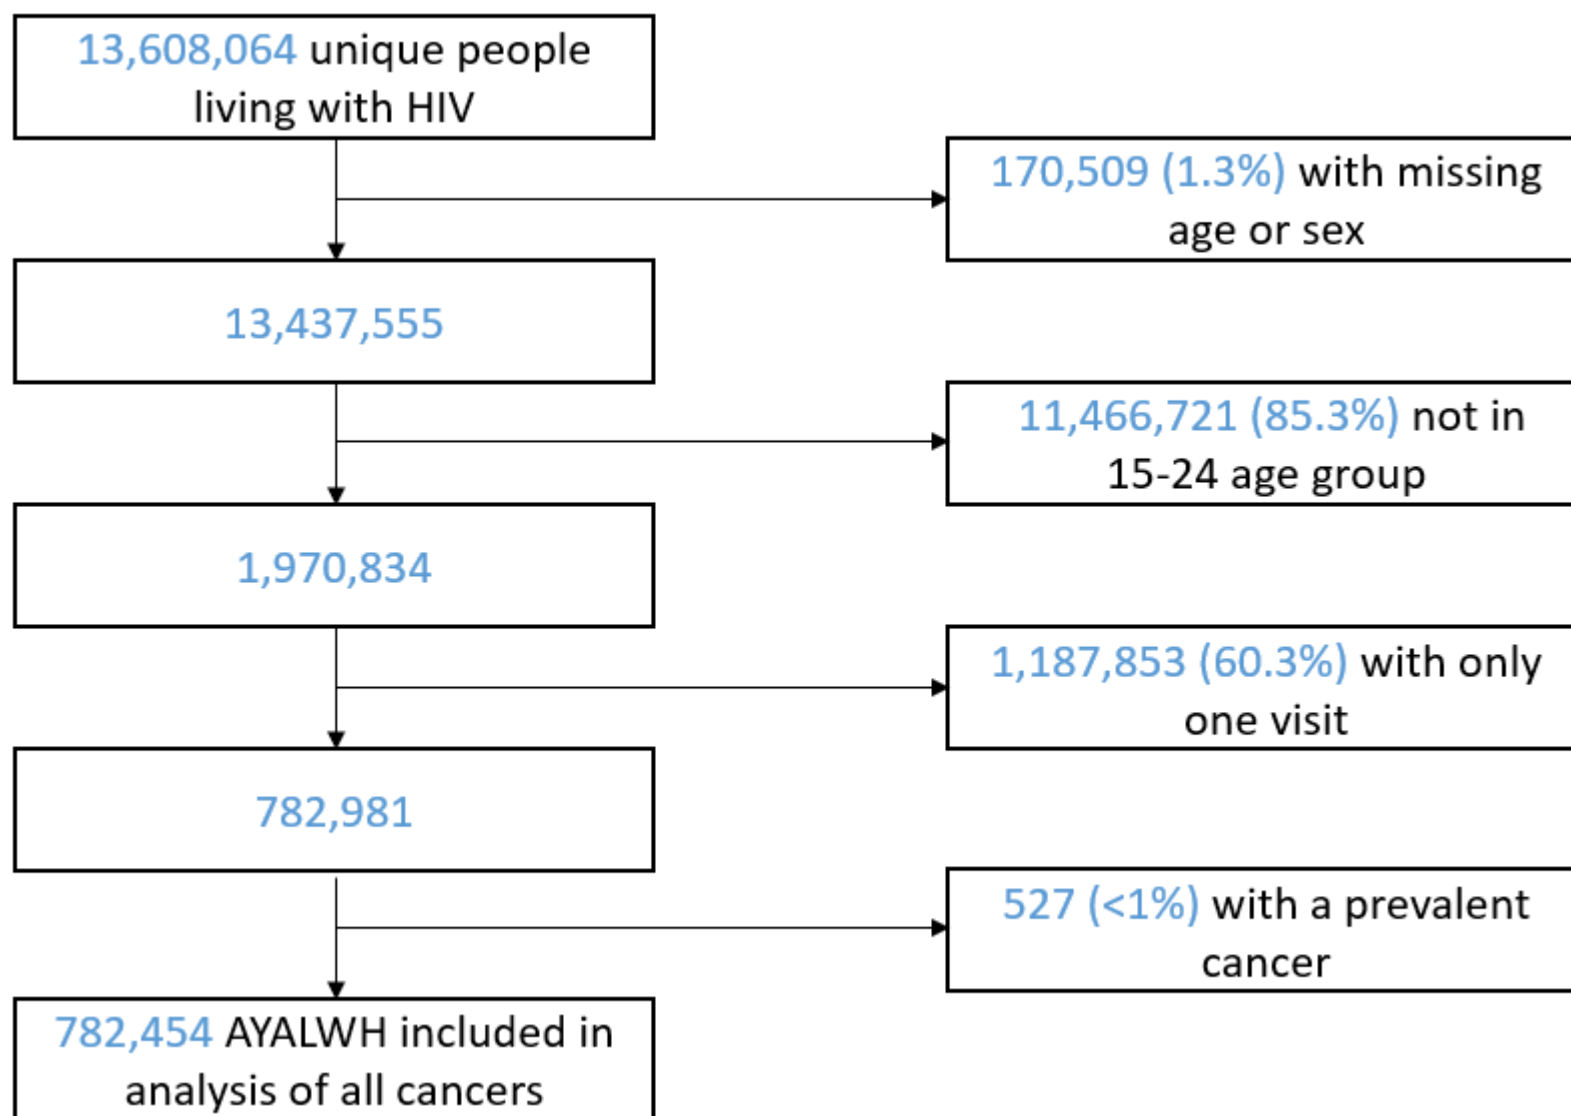 13,608,064 unique people
living with HIV
170,509 (1.3%) with missing
age or sex
13,437,555
11,466,721 (85.3%) not in
15-24 age group
1,970,834
1,187,853 (60.3%) with only
one visit
782,981
527 (<1%) with a prevalent
cancer
782,454 AYALWH included in
analysis of all cancers